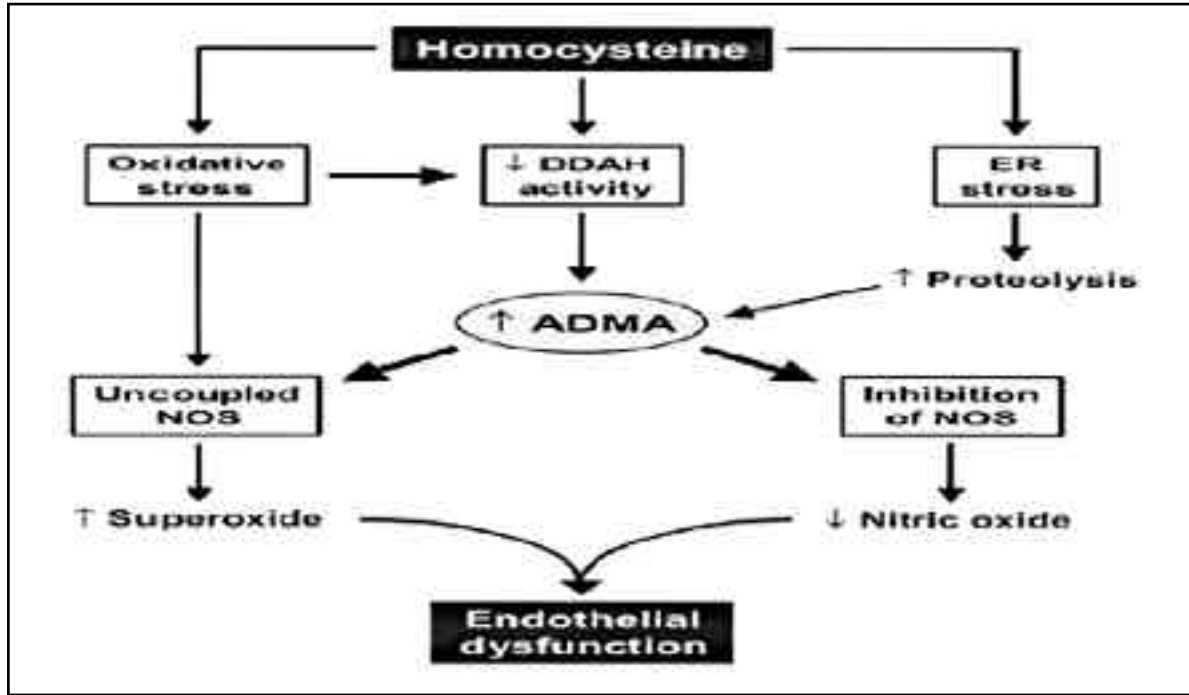 Homocysteine
Oxidative
stress
↓ DDAH
activity
ER
stress
↑ Proteolysis
↑ ADMA
Uncoupled
NOS
Inhibition
of NOS
↑ Superoxide
↓ Nitric oxide
Endothelial
dysfunction